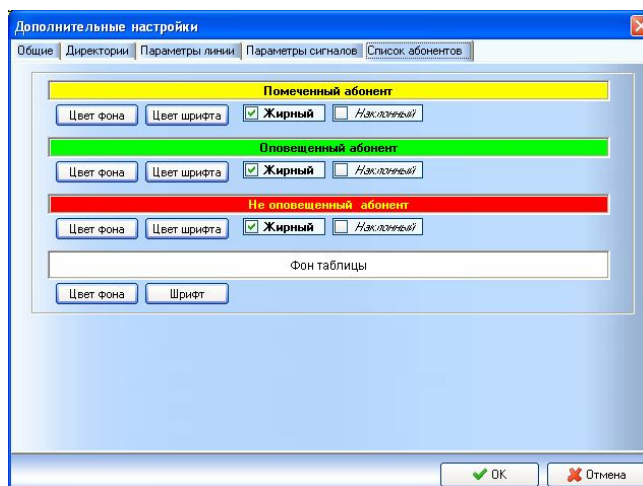 Дополнительные настройки
Общие Директории Параметры линии Параметры сигналов Список абонентов
Помеченный абонент
Цвет фона Цвет шрифта Жирный Наклонный
Оповещенный абонент
Цвет фона Цвет шрифта Жирный Наклонный
Не оповещенный абонент
Цвет фона Цвет шрифта Жирный Наклонный
Фон таблицы
Цвет фона Шрифт
OK Отмена